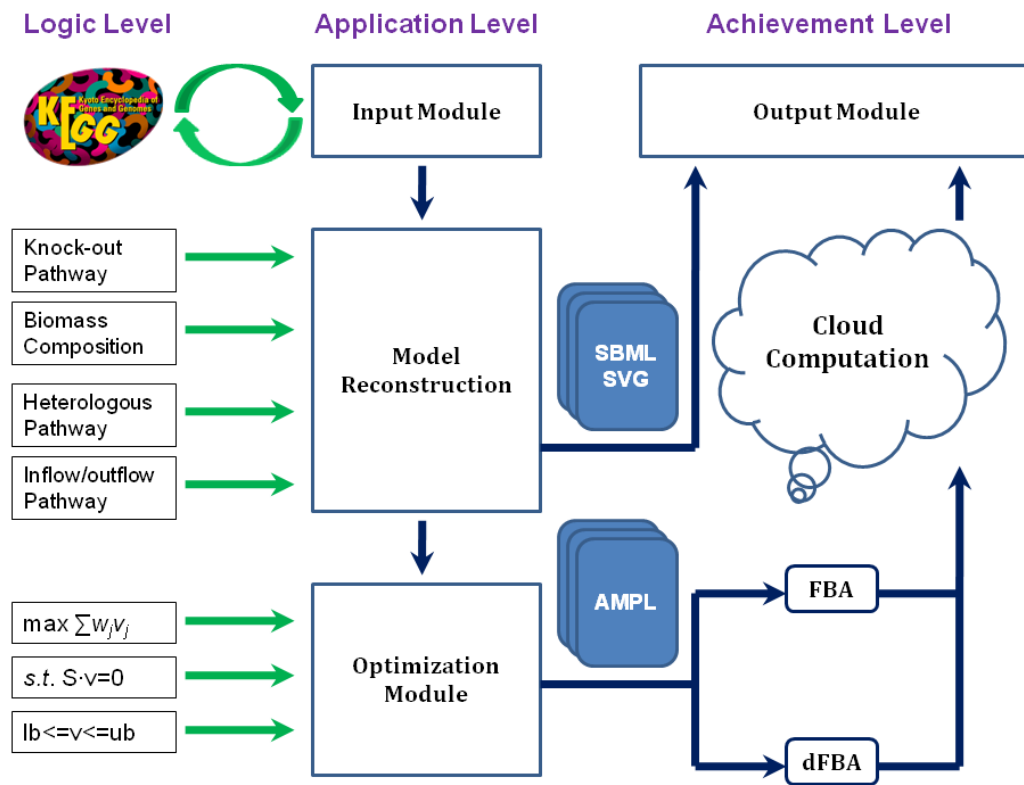 Logic Level
Application Level
Achievement Level
KEGG
Kyoto Encyclopedia of
Genes and Genomes
Input Module
Output Module
Knock-out
Pathway
Biomass
Composition
Heterologous
Pathway
Inflow/outflow
Pathway
Model
Reconstruction
SBML
SVG
Cloud
Computation
max ∑wⱼvⱼ
s.t. S·v=0
lb<=v<=ub
Optimization
Module
AMPL
FBA
dFBA